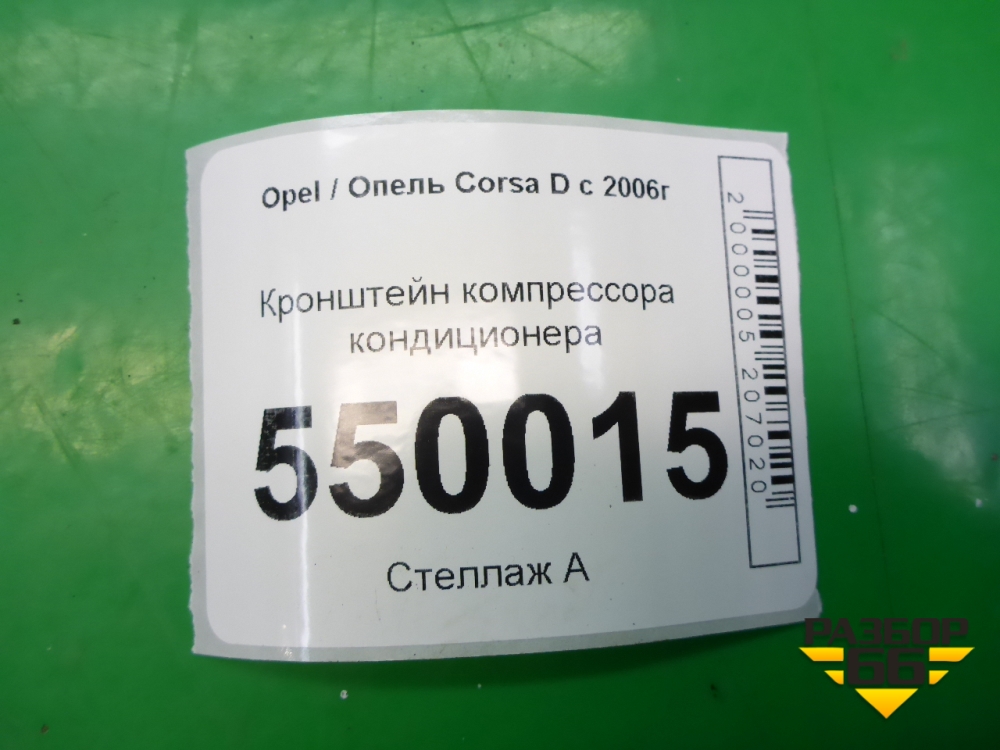 Opel / Опель Corsa D с 2006г
Кронштейн компрессора
кондиционера
550015
Стеллаж А
2000005207020
РАЗБОР
66